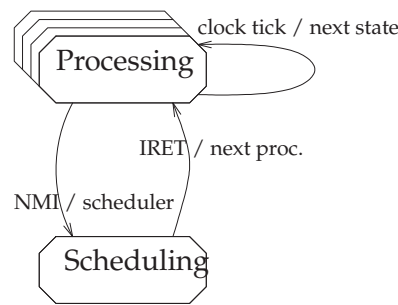 clock tick / next state
Processing
IRET / next proc.
NMI / scheduler
Scheduling